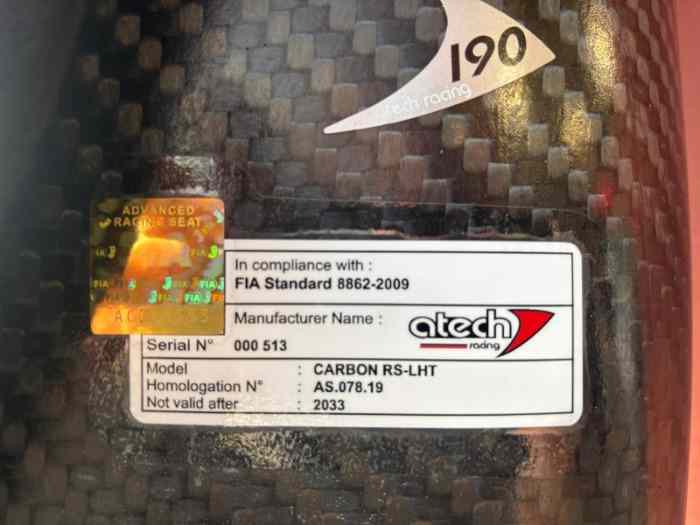 190
atech racing
ADVANCED
RACING SEAT
In compliance with :
FIA Standard 8862-2009
Manufacturer Name :
atech
racing
Serial N° 000 513
Model : CARBON RS-LHT
Homologation N° : AS.078.19
Not valid after : 2033